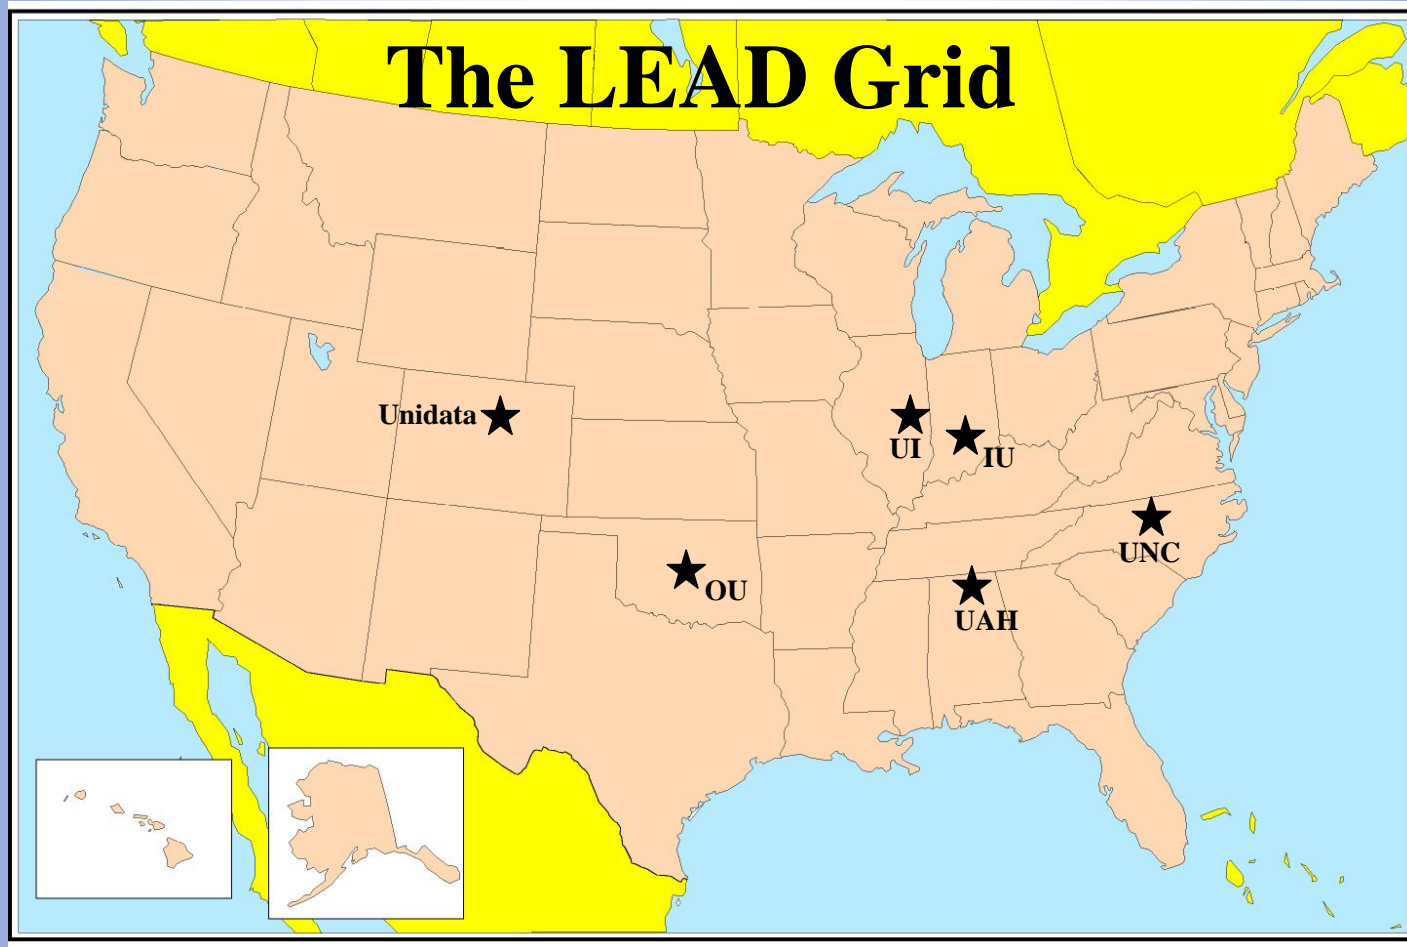 The LEAD Grid
Unidata
UI
IU
UNC
OU
UAH